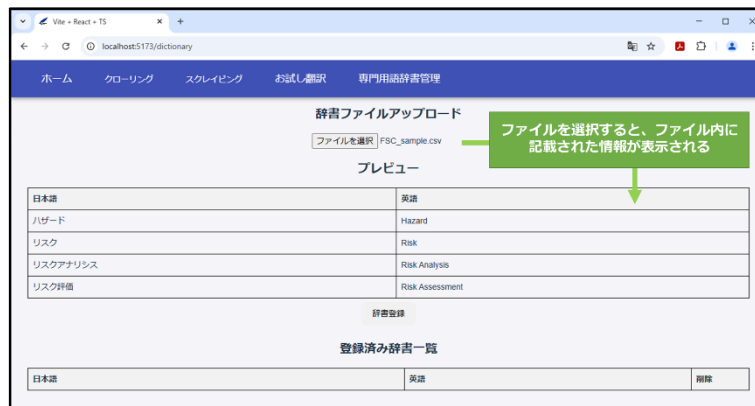 Vite + React + TS
localhost:5173/dictionary
ホーム クローリング スクレイピング お試し翻訳 専門用語辞書管理
辞書ファイルアップロード
ファイルを選択 FSC_sample.csv
ファイルを選択すると、ファイル内に
記載された情報が表示される
プレビュー
日本語 英語
ハザード Hazard
リスク Risk
リスクアナリシス Risk Analysis
リスク評価 Risk Assessment
辞書登録
登録済み辞書一覧
日本語 英語 削除